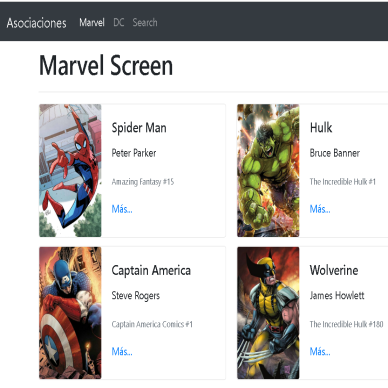 Asociaciones Marvel DC Search
Marvel Screen
Spider Man
Peter Parker
Amazing Fantasy #15
Más...
Hulk
Bruce Banner
The Incredible Hulk #1
Más...
Captain America
Steve Rogers
Captain America Comics #1
Más...
Wolverine
James Howlett
The Incredible Hulk #180
Más...